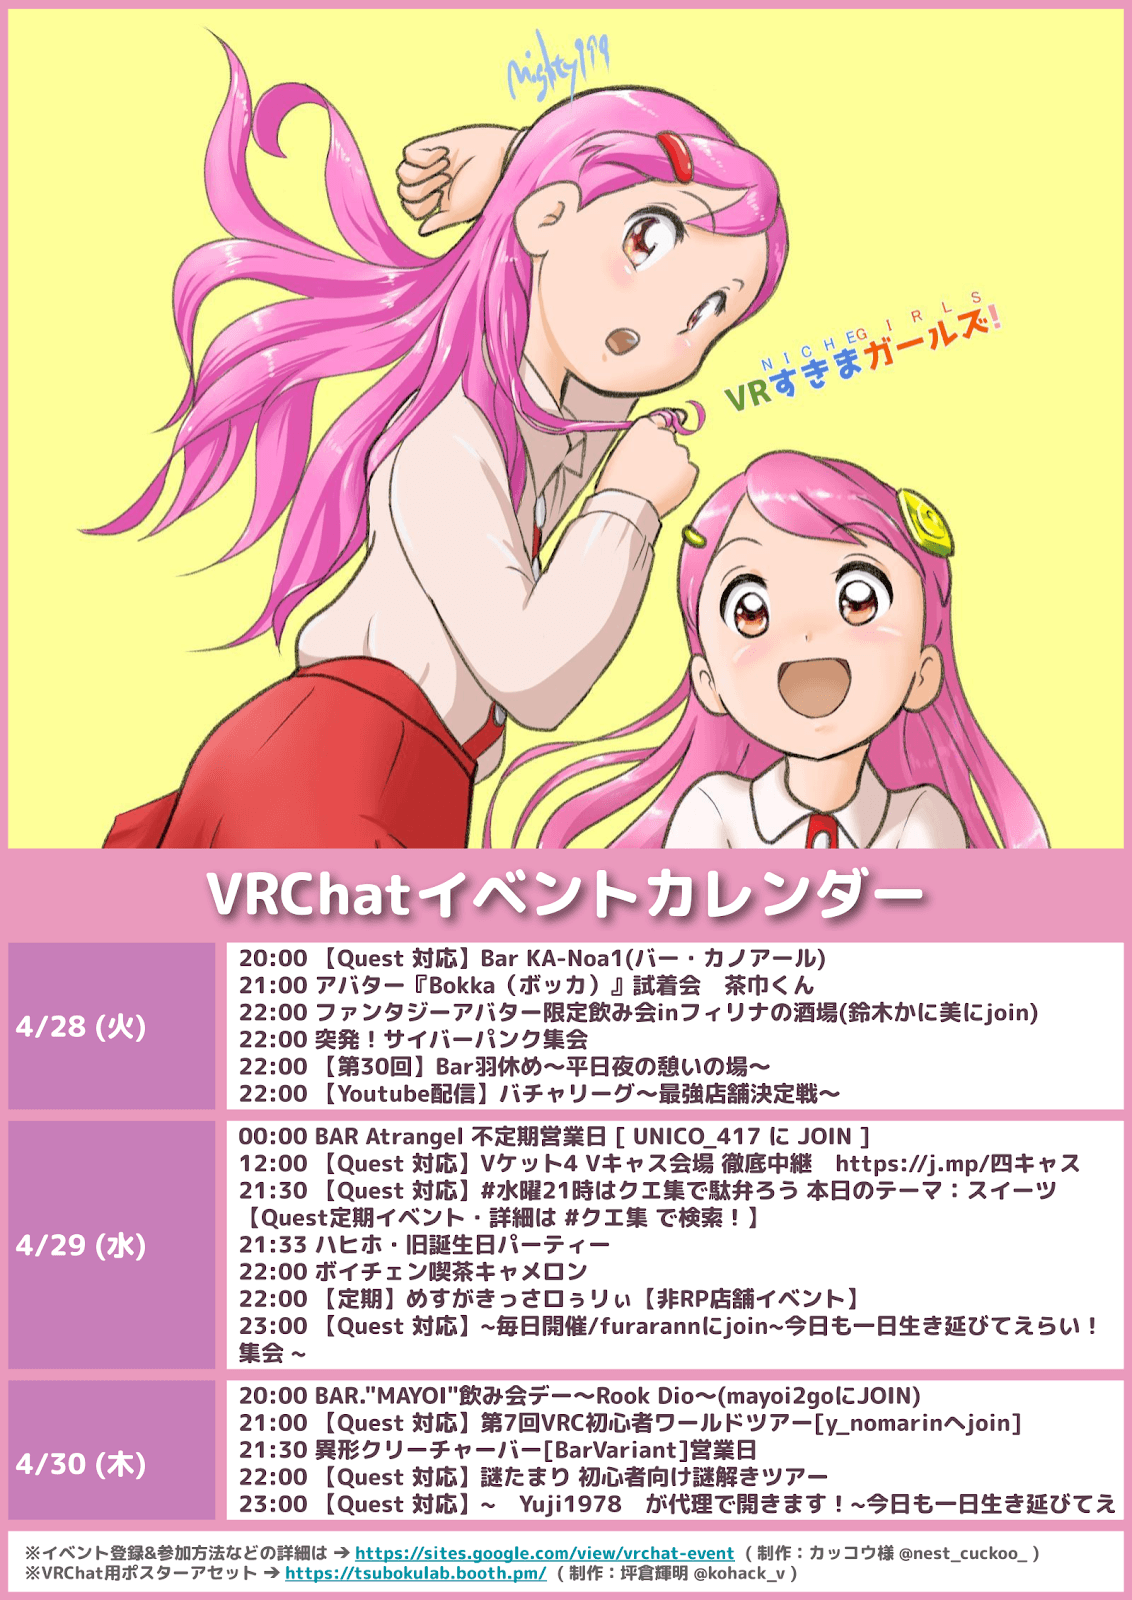 mighty199
NICHE GIRLS
VRすきまガールズ!
VRChatイベントカレンダー
4/28 (火)
20:00 【Quest 対応】Bar KA-Noa1(バー・カノアール)
21:00 アバター『Bokka（ボッカ）』試着会　茶巾くん
22:00 ファンタジーアバター限定飲み会inフィリナの酒場(鈴木かに美にjoin)
22:00 突発！サイバーパンク集会
22:00 【第30回】Bar羽休め～平日夜の憩いの場～
22:00 【Youtube配信】バチャリーグ～最強店舗決定戦～
4/29 (水)
00:00 BAR Atrangel 不定期営業日 [ UNICO_417 に JOIN ]
12:00 【Quest 対応】Vケット4 Vキャス会場 徹底中継　https://j.mp/四キャス
21:30 【Quest 対応】#水曜21時はクエ集で駄弁ろう 本日のテーマ：スイーツ
【Quest定期イベント・詳細は #クエ集 で検索！】
21:33 ハヒホ・旧誕生日パーティー
22:00 ボイチェン喫茶キャメロン
22:00 【定期】めすがきっさロぅリぃ【非RP店舗イベント】
23:00 【Quest 対応】~毎日開催/furarannにjoin~今日も一日生き延びてえらい！
集会 ~
4/30 (木)
20:00 BAR."MAYOI"飲み会デー～Rook Dio～(mayoi2goにJOIN)
21:00 【Quest 対応】第7回VRC初心者ワールドツアー[y_nomarinへjoin]
21:30 異形クリーチャーバー[BarVariant]営業日
22:00 【Quest 対応】謎たまり 初心者向け謎解きツアー
23:00 【Quest 対応】~　Yuji1978　が代理で開きます！~今日も一日生き延びてえ
※イベント登録&参加方法などの詳細は ➔ https://sites.google.com/view/vrchat-event （ 制作：カッコウ様 @nest_cuckoo_ ）
※VRChat用ポスターアセット ➔ https://tsubokulab.booth.pm/ （ 制作：坪倉輝明 @kohack_v ）